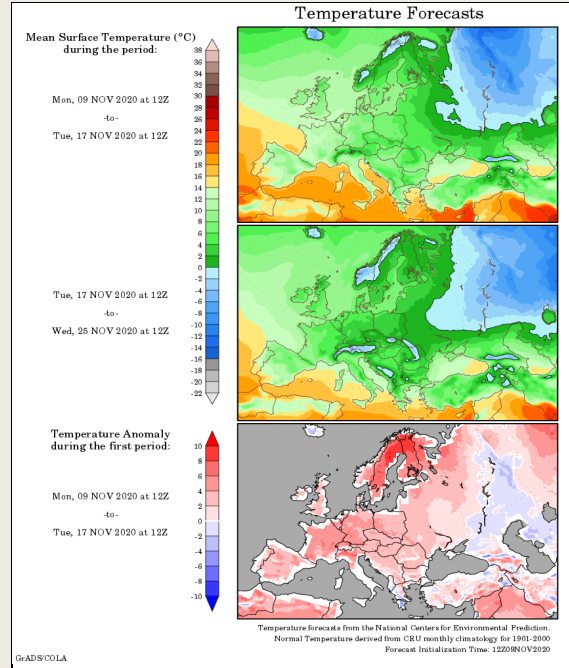 Temperature Forecasts
Mean Surface Temperature (°C)
during the period:
Mon, 09 NOV 2020 at 12Z
-to-
Tue, 17 NOV 2020 at 12Z
38
36
34
32
30
28
26
24
22
20
18
16
14
12
10
8
6
4
2
0
-2
-4
-6
-8
-10
-12
-14
-16
-18
-20
-22
Tue, 17 NOV 2020 at 12Z
-to-
Wed, 25 NOV 2020 at 12Z
Temperature Anomaly
during the first period:
Mon, 09 NOV 2020 at 12Z
-to-
Tue, 17 NOV 2020 at 12Z
10
8
6
4
2
0
-2
-4
-6
-8
-10
Temperature forecasts from the National Centers for Environmental Prediction.
Normal Temperature derived from CRU monthly climatology for 1901-2000
Forecast Initialization Time: 12Z09NOV2020
GrADS/COLA